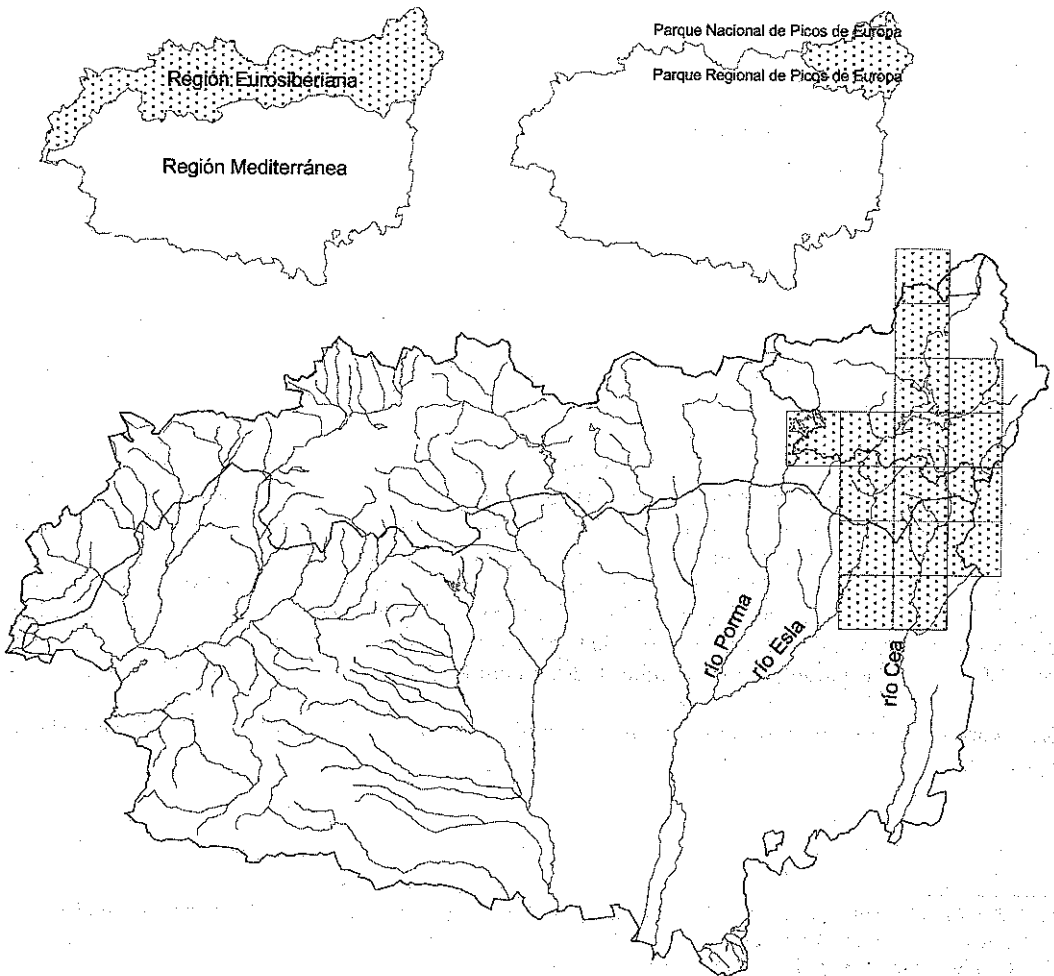 Parque Nacional de Picos de Europa
Región Eurosiberiana
Parque Regional de Picos de Europa
Región Mediterránea
río Porma
río Esla
río Cea